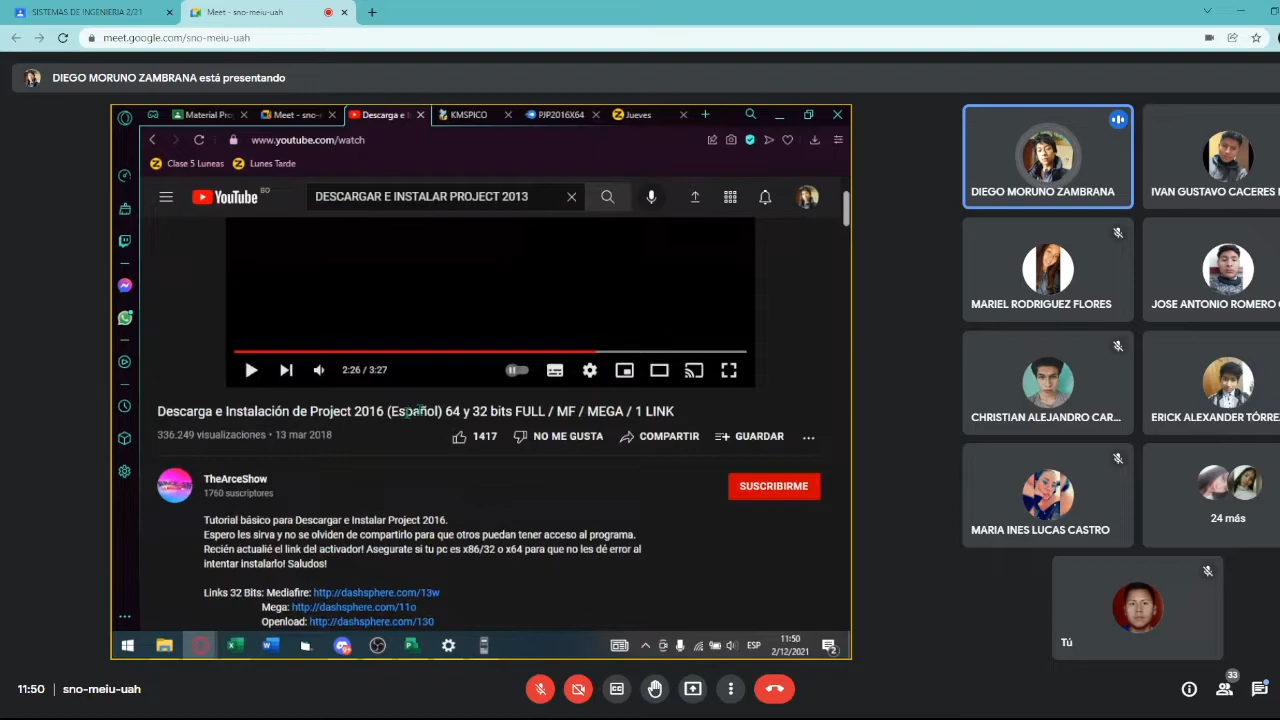 SISTEMAS DE INGENIERIA 2/21
Meet - sno-meiu-uah
meet.google.com/sno-meiu-uah
DIEGO MORUNO ZAMBRANA está presentando
Material Pro
Meet - sno-
Descarga e I
KMSPICO
PJP2016X64
Jueves
www.youtube.com/watch
Clase 5 Luneas
Lunes Tarde
YouTube BO
DESCARGAR E INSTALAR PROJECT 2013
2:26 / 3:27
Descarga e Instalación de Project 2016 (Español) 64 y 32 bits FULL / MF / MEGA / 1 LINK
336.249 visualizaciones • 13 mar 2018
1417
NO ME GUSTA
COMPARTIR
GUARDAR
TheArceShow
1760 suscriptores
SUSCRIBIRME
Tutorial básico para Descargar e Instalar Project 2016.
Espero les sirva y no se olviden de compartirlo para que otros puedan tener acceso al programa.
Recién actualié el link del activador! Asegurate si tu pc es x86/32 o x64 para que no les dé error al
intentar instalarlo! Saludos!
Links 32 Bits: Mediafire: http://dashsphere.com/13w
Mega: http://dashsphere.com/11o
Openload: http://dashsphere.com/130
ESP
11:50
2/12/2021
2
DIEGO MORUNO ZAMBRANA
IVAN GUSTAVO CACERES
MARIEL RODRIGUEZ FLORES
JOSE ANTONIO ROMERO
CHRISTIAN ALEJANDRO CAR...
ERICK ALEXANDER TÓRRE
MARIA INES LUCAS CASTRO
24 más
Tú
11:50
sno-meiu-uah
33